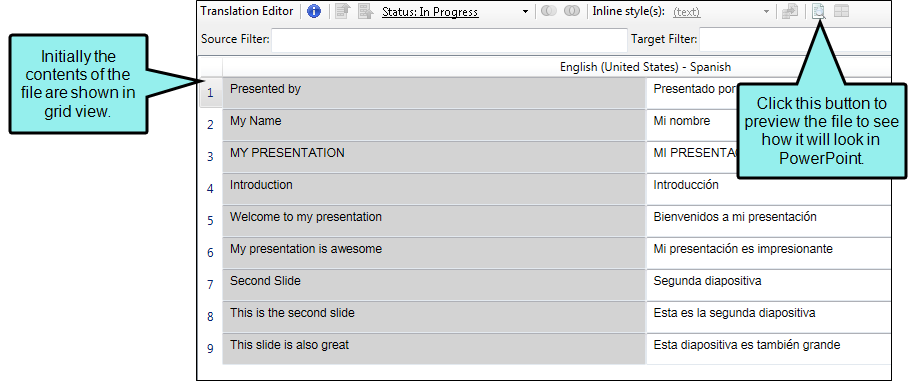 Translation Editor Status: In Progress Inline style(s): (text)
Source Filter: Target Filter:
English (United States) - Spanish
Initially the
contents of the
file are shown in
grid view.
Click this button to
preview the file to see
how it will look in
PowerPoint.
1 Presented by Presentado por
2 My Name Mi nombre
3 MY PRESENTATION MI PRESENTAC
4 Introduction Introducción
5 Welcome to my presentation Bienvenidos a mi presentación
6 My presentation is awesome Mi presentación es impresionante
7 Second Slide Segunda diapositiva
8 This is the second slide Esta es la segunda diapositiva
9 This slide is also great Esta diapositiva es también grande